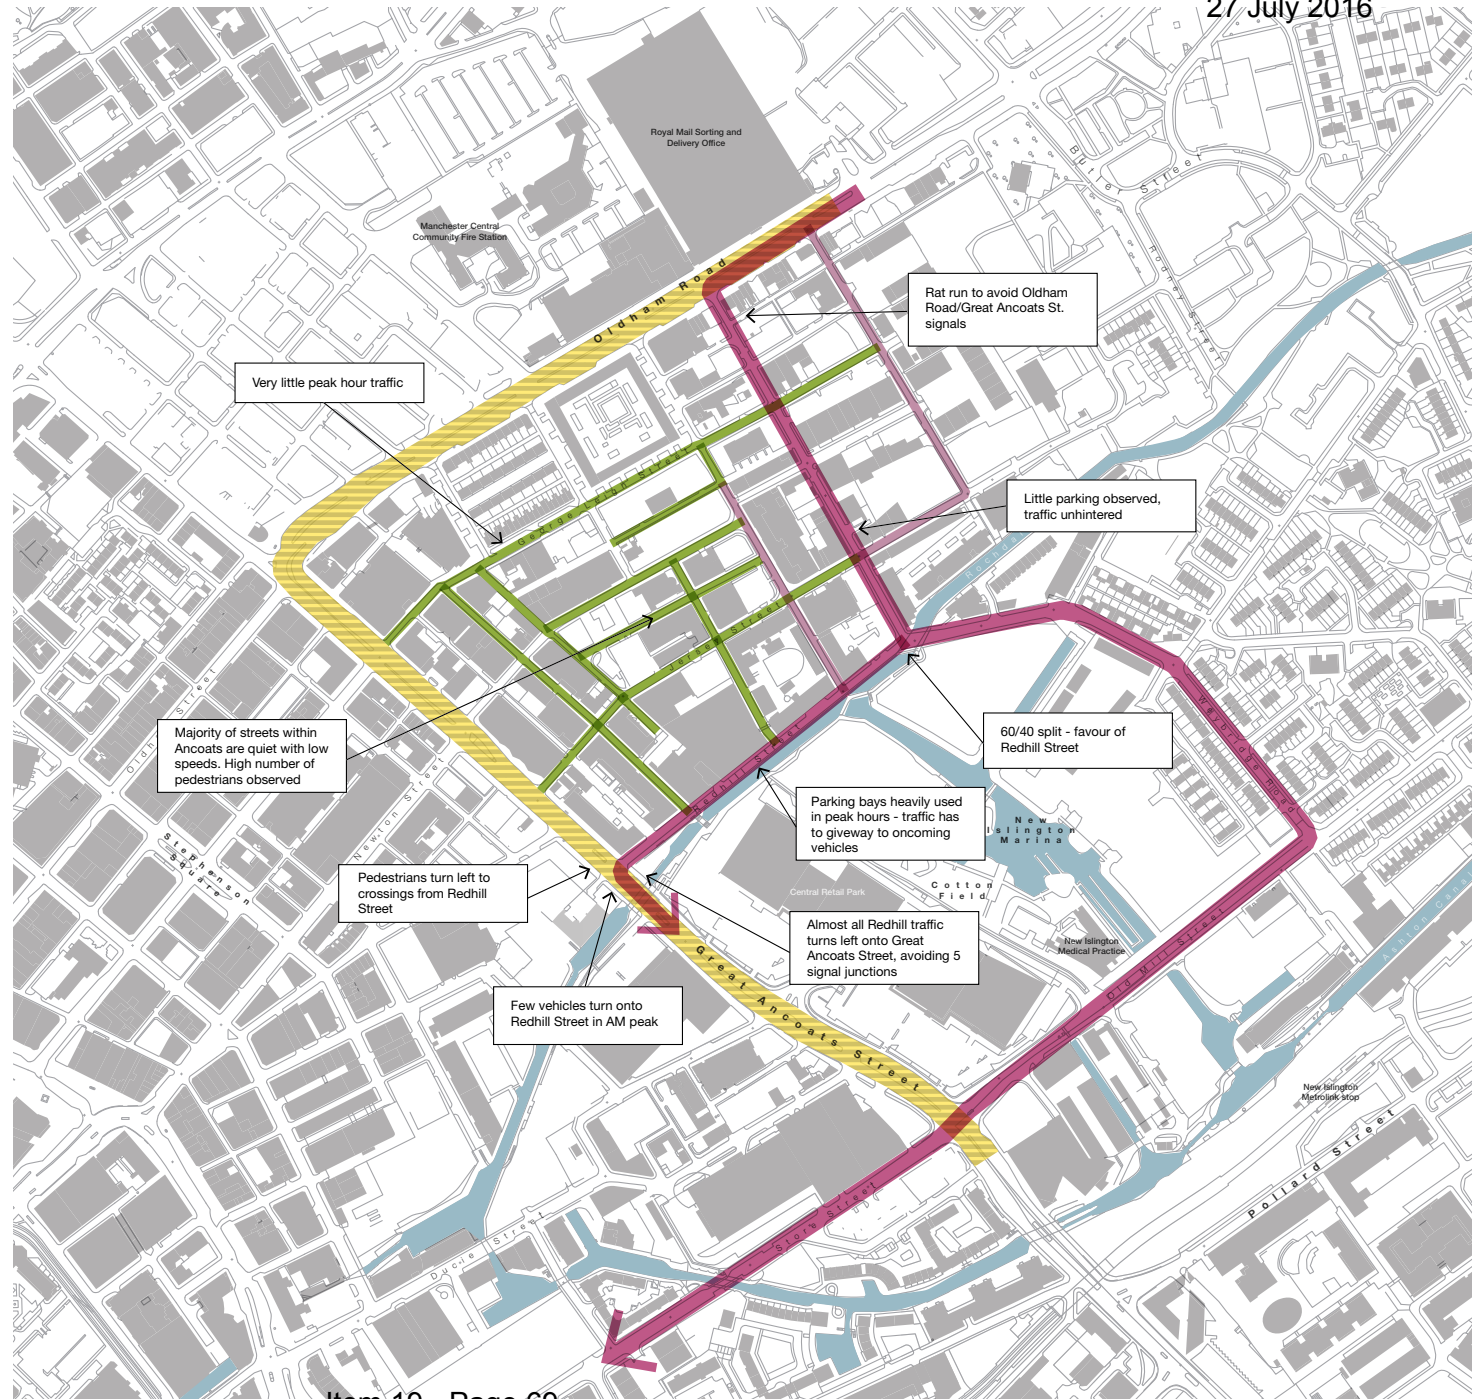 27 July 2016
Royal Mail Sorting and
Delivery Office
Manchester Central
Community Fire Station
Butler Street
Rodney Street
Oldham Road
Rat run to avoid Oldham
Road/Great Ancoats St.
signals
Very little peak hour traffic
George Leigh Street
Little parking observed,
traffic unhintered
Rochdale
Jersey Street
Majority of streets within
Ancoats are quiet with low
speeds. High number of
pedestrians observed
60/40 split - favour of
Redhill Street
Weybridge Road
Redhill Street
Newton Street
Stephenson
Square
Parking bays heavily used
in peak hours - traffic has
to giveway to oncoming
vehicles
New
Islington
Marina
Pedestrians turn left to
crossings from Redhill
Street
Central Retail Park
Cotton
Field
Almost all Redhill traffic
turns left onto Great
Ancoats Street, avoiding 5
signal junctions
New Islington
Medical Practice
Old Mill Street
Ashton Canal
Few vehicles turn onto
Redhill Street in AM peak
Great Ancoats Street
New Islington
Metrolink stop
Pollard Street
Store Street
Ducie Street
Item 10 - Page 69